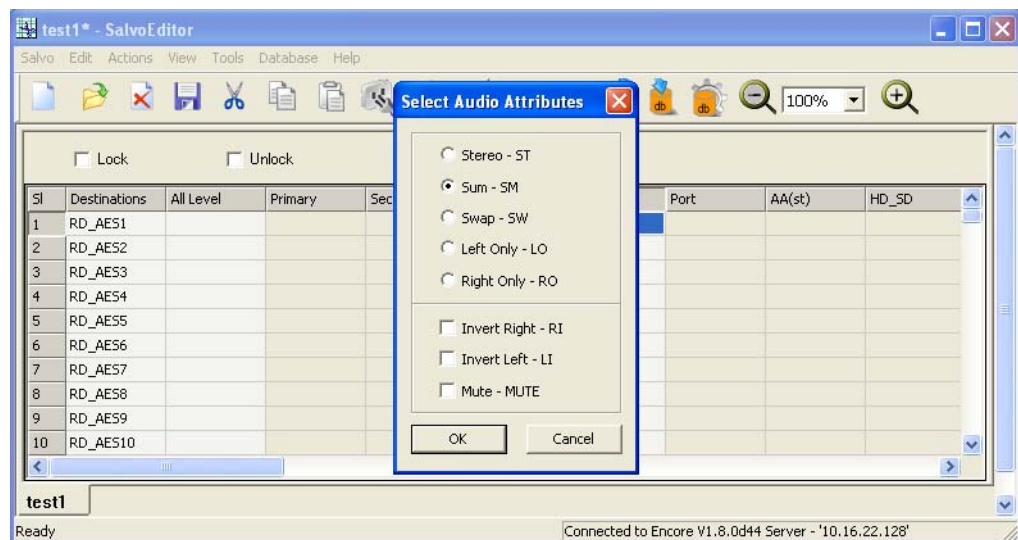 test1* - SalvoEditor
Salvo Edit Actions View Tools Database Help
db db 100%
Select Audio Attributes
Lock Unlock
Stereo - ST
Sum - SM
Swap - SW
Left Only - LO
Right Only - RO
Invert Right - RI
Invert Left - LI
Mute - MUTE
OK Cancel
Sl Destinations All Level Primary Sec Port AA(st) HD_SD
1 RD_AES1
2 RD_AES2
3 RD_AES3
4 RD_AES4
5 RD_AES5
6 RD_AES6
7 RD_AES7
8 RD_AES8
9 RD_AES9
10 RD_AES10
test1
Ready Connected to Encore V1.8.0d44 Server - '10.16.22.128'